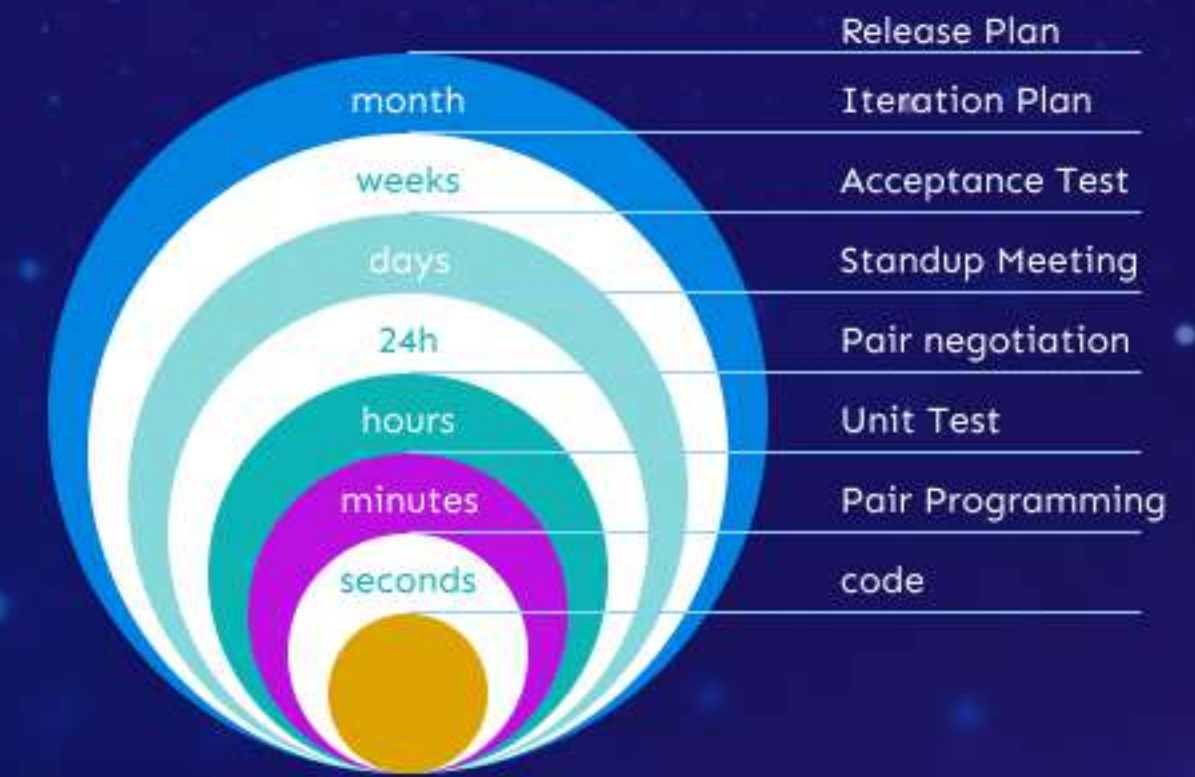 Release Plan
month Iteration Plan
weeks Acceptance Test
days Standup Meeting
24h Pair negotiation
hours Unit Test
minutes Pair Programming
seconds code